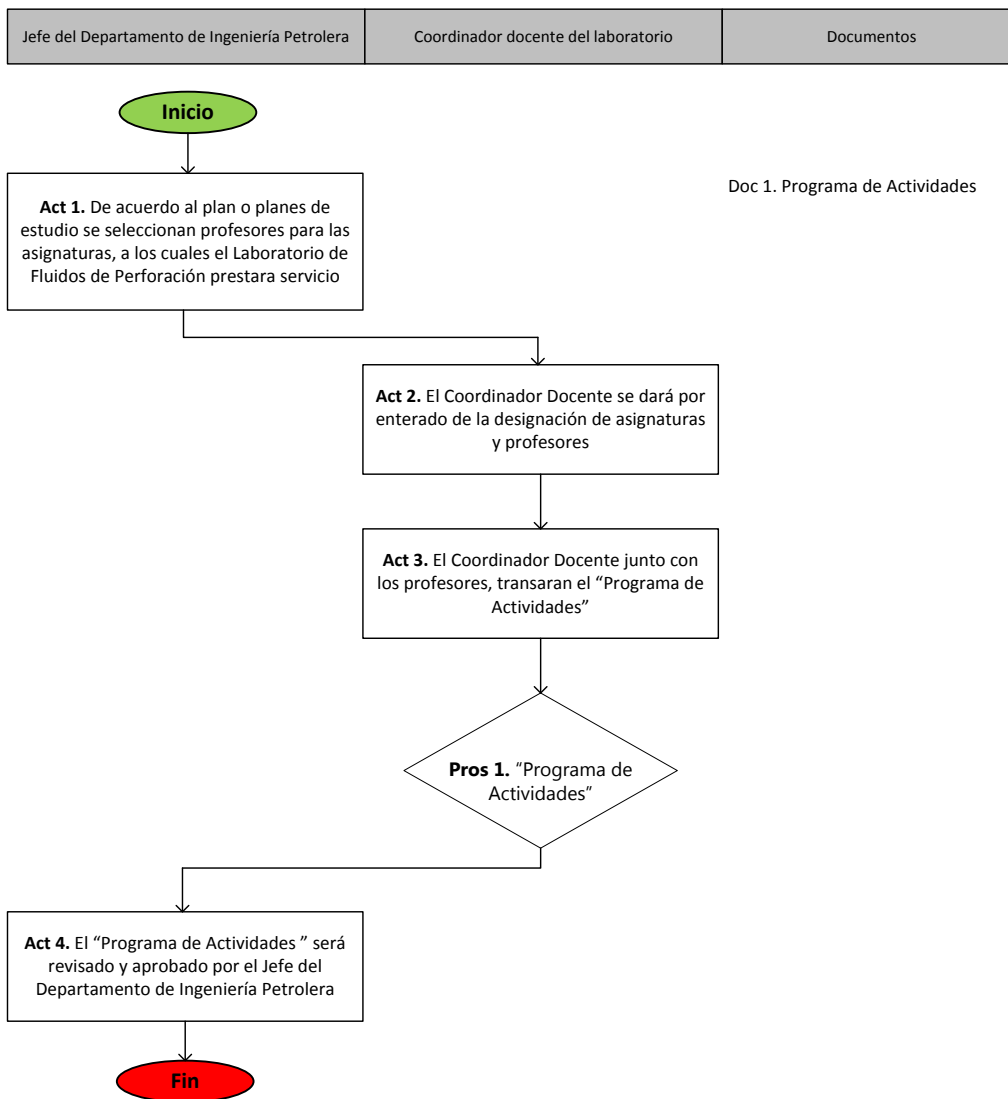 Jefe del Departamento de Ingeniería Petrolera
Coordinador docente del laboratorio
Documentos
Inicio
Doc 1. Programa de Actividades
Act 1. De acuerdo al plan o planes de
estudio se seleccionan profesores para las
asignaturas, a los cuales el Laboratorio de
Fluidos de Perforación prestara servicio
Act 2. El Coordinador Docente se dará por
enterado de la designación de asignaturas
y profesores
Act 3. El Coordinador Docente junto con
los profesores, transaran el “Programa de
Actividades”
Pros 1. “Programa de
Actividades”
Act 4. El “Programa de Actividades ” será
revisado y aprobado por el Jefe del
Departamento de Ingeniería Petrolera
Fin